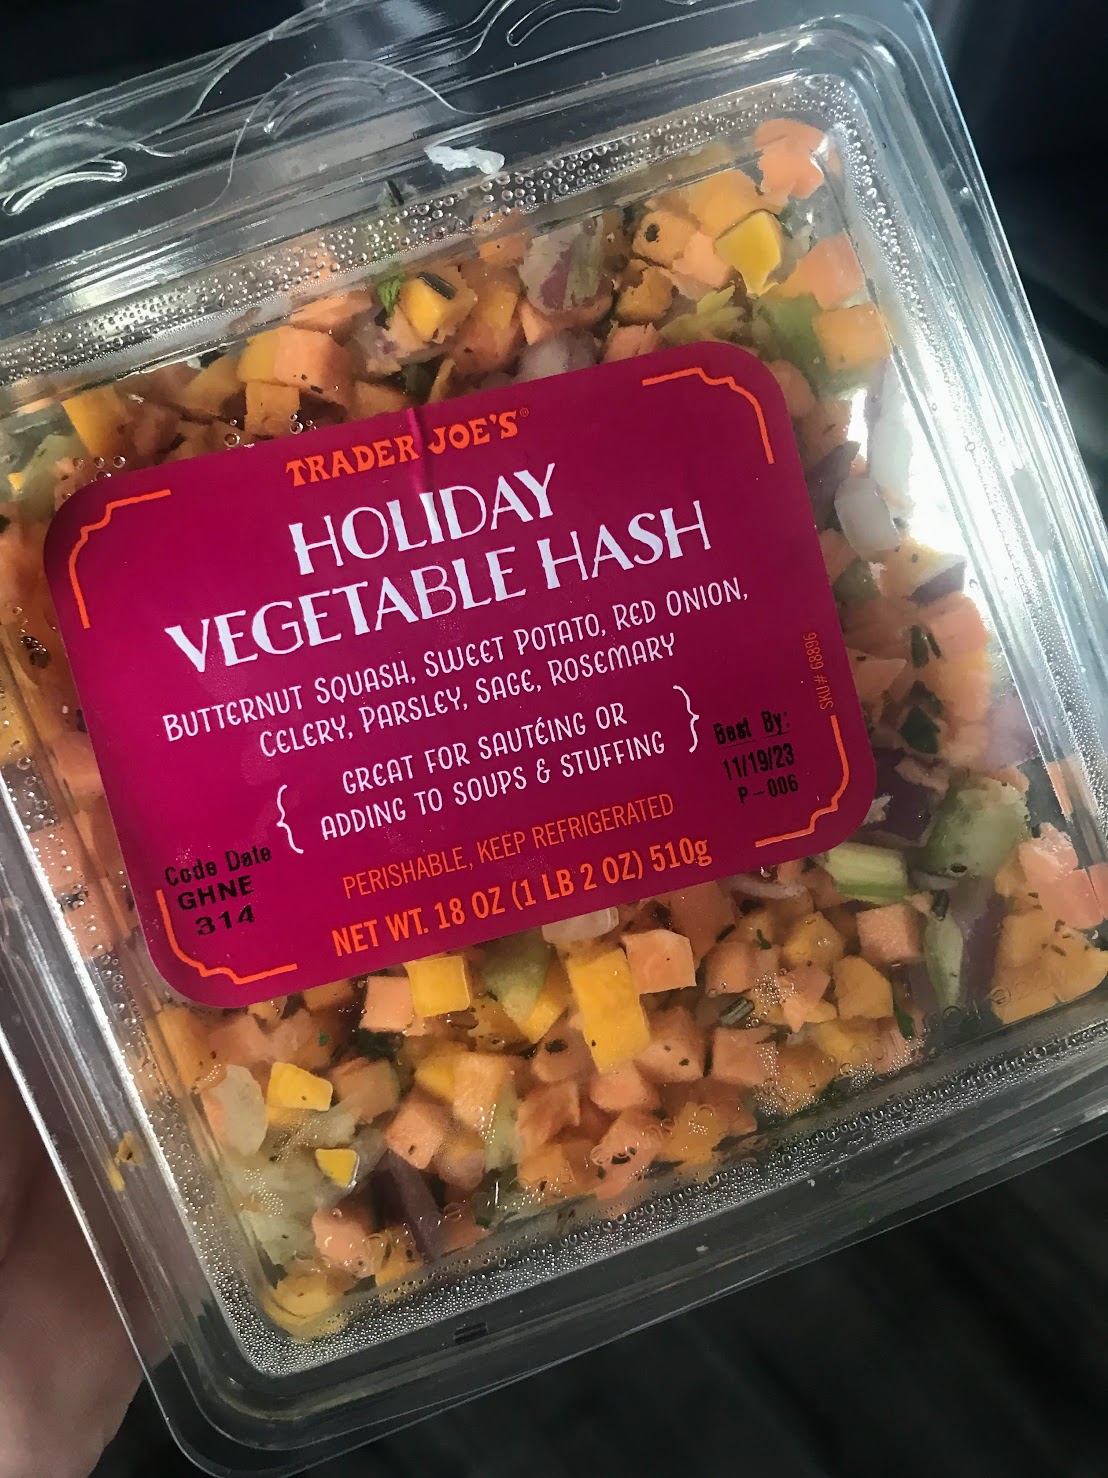 TRADER JOE'S®
HOLIDAY
VEGETABLE HASH
BUTTERNUT SQUASH, SWEET POTATO, RED ONION,
CELERY, PARSLEY, SAGE, ROSEMARY
{ GREAT FOR SAUTÉING OR
ADDING TO SOUPS & STUFFING }
PERISHABLE, KEEP REFRIGERATED
NET WT. 18 OZ (1 LB 2 OZ) 510g
Code Date
GHNE
314
Best By:
11/19/23
P-006
SKU# 68896